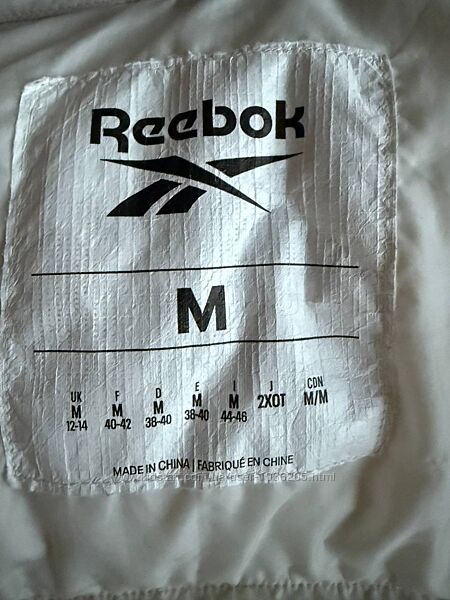 Reebok
M
UK F D E I J CDN
M M M M M 2XOT M/M
12-14 40-42 38-40 38-40 44-46
MADE IN CHINA | FABRIQUÉ EN CHINE